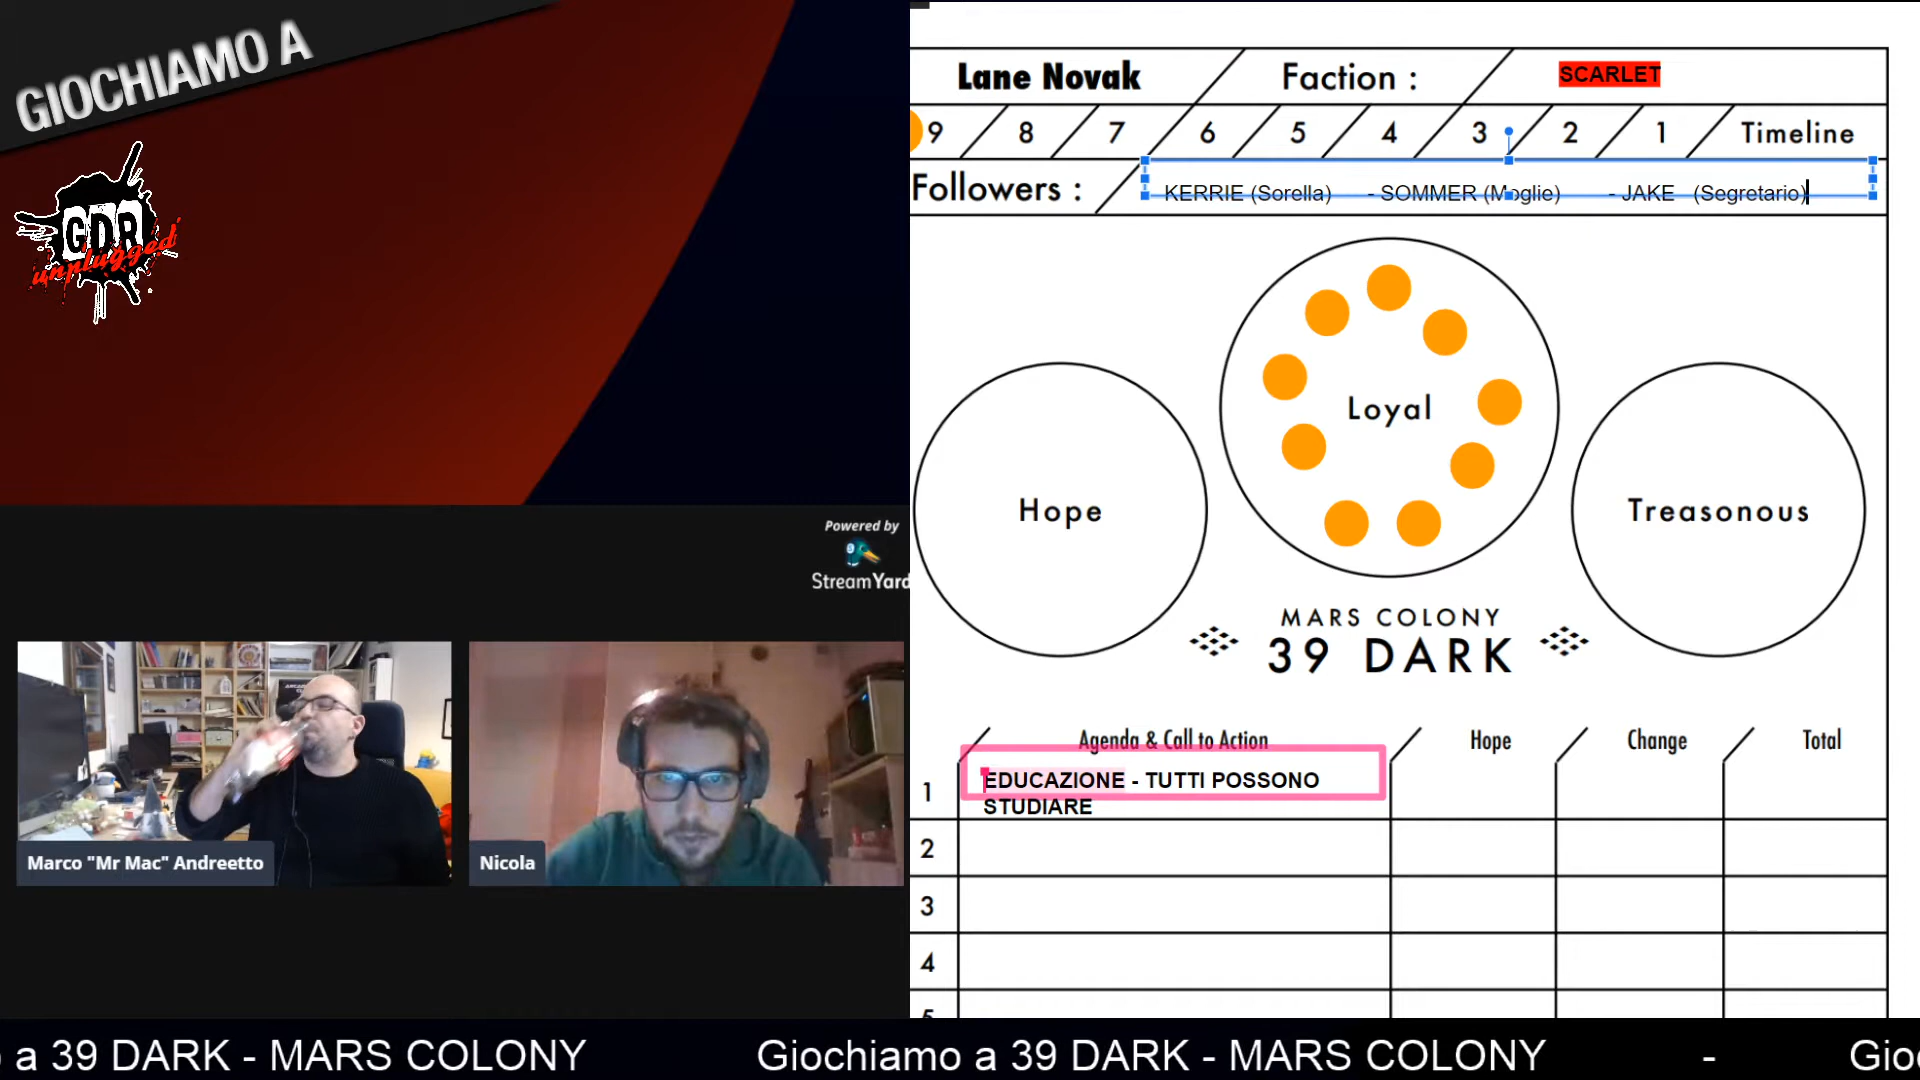 GIOCHIAMO A
GDR
unplugged
Powered by
StreamYard
Marco "Mr Mac" Andreetto
Nicola
Lane Novak
Faction :
SCARLET
9 8 7 6 5 4 3 2 1 Timeline
Followers :
KERRIE (Sorella) - SOMMER (Moglie) - JAKE (Segretario)
Loyal
Hope
Treasonous
MARS COLONY
39 DARK
Agenda & Call to Action Hope Change Total
1 EDUCAZIONE - TUTTI POSSONO
STUDIARE
2
3
4
5
a 39 DARK - MARS COLONY Giochiamo a 39 DARK - MARS COLONY -